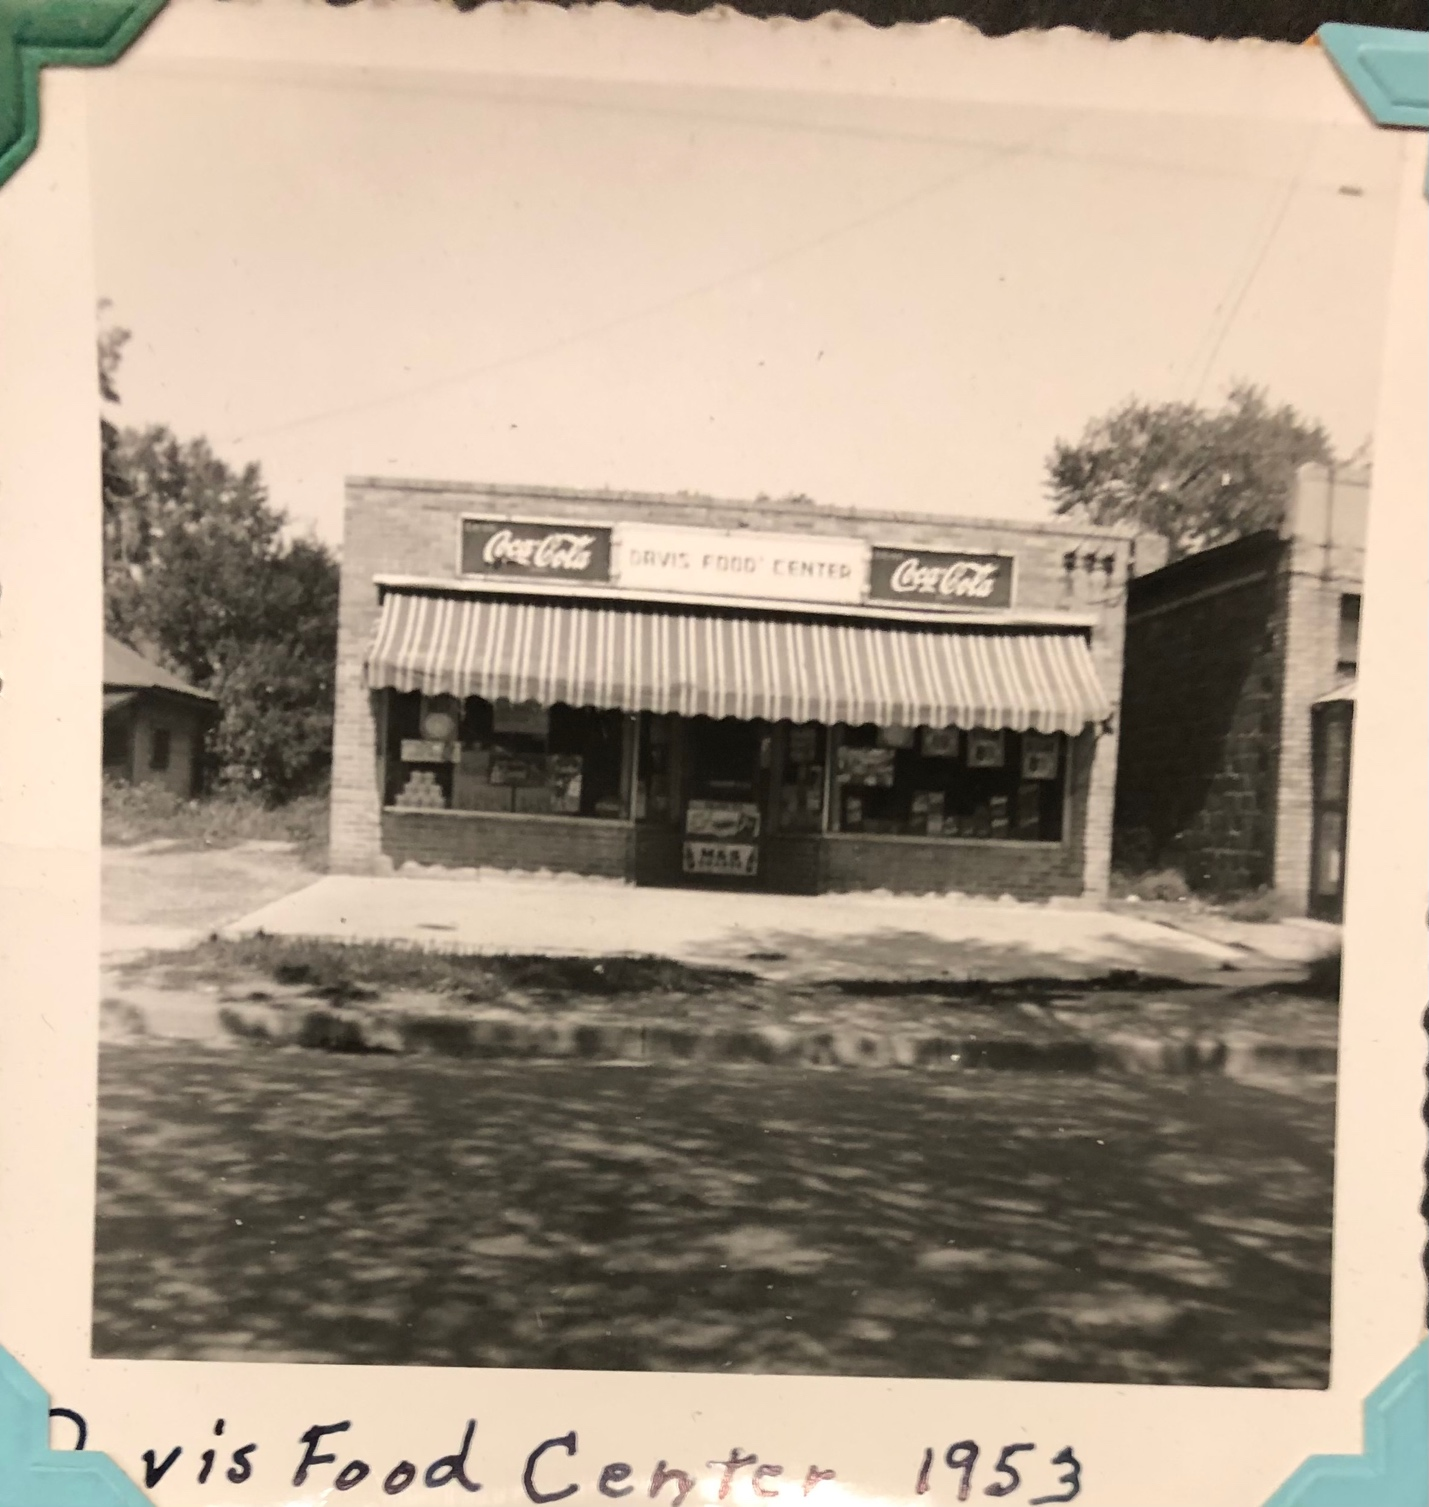 Coca-Cola DAVIS FOOD CENTER Coca-Cola
vis Food Center 1953